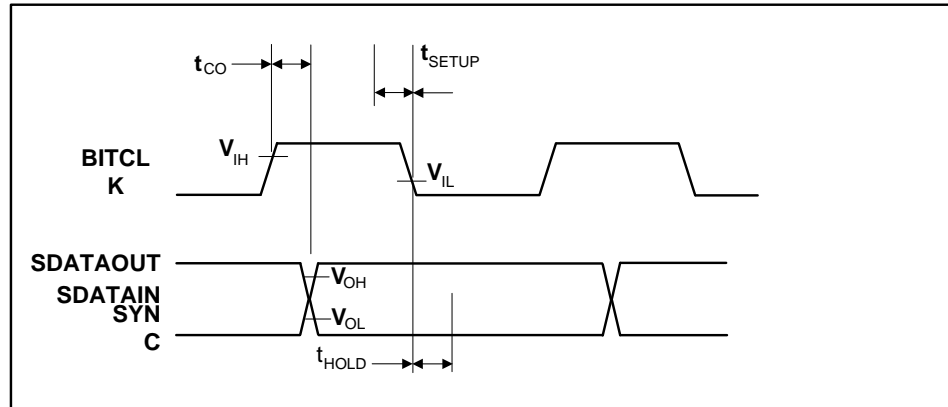 tCO
tSETUP
VIH
BITCL
K
VIL
SDATAOUT
VOH
SDATAIN
SYN
VOL
C
tHOLD